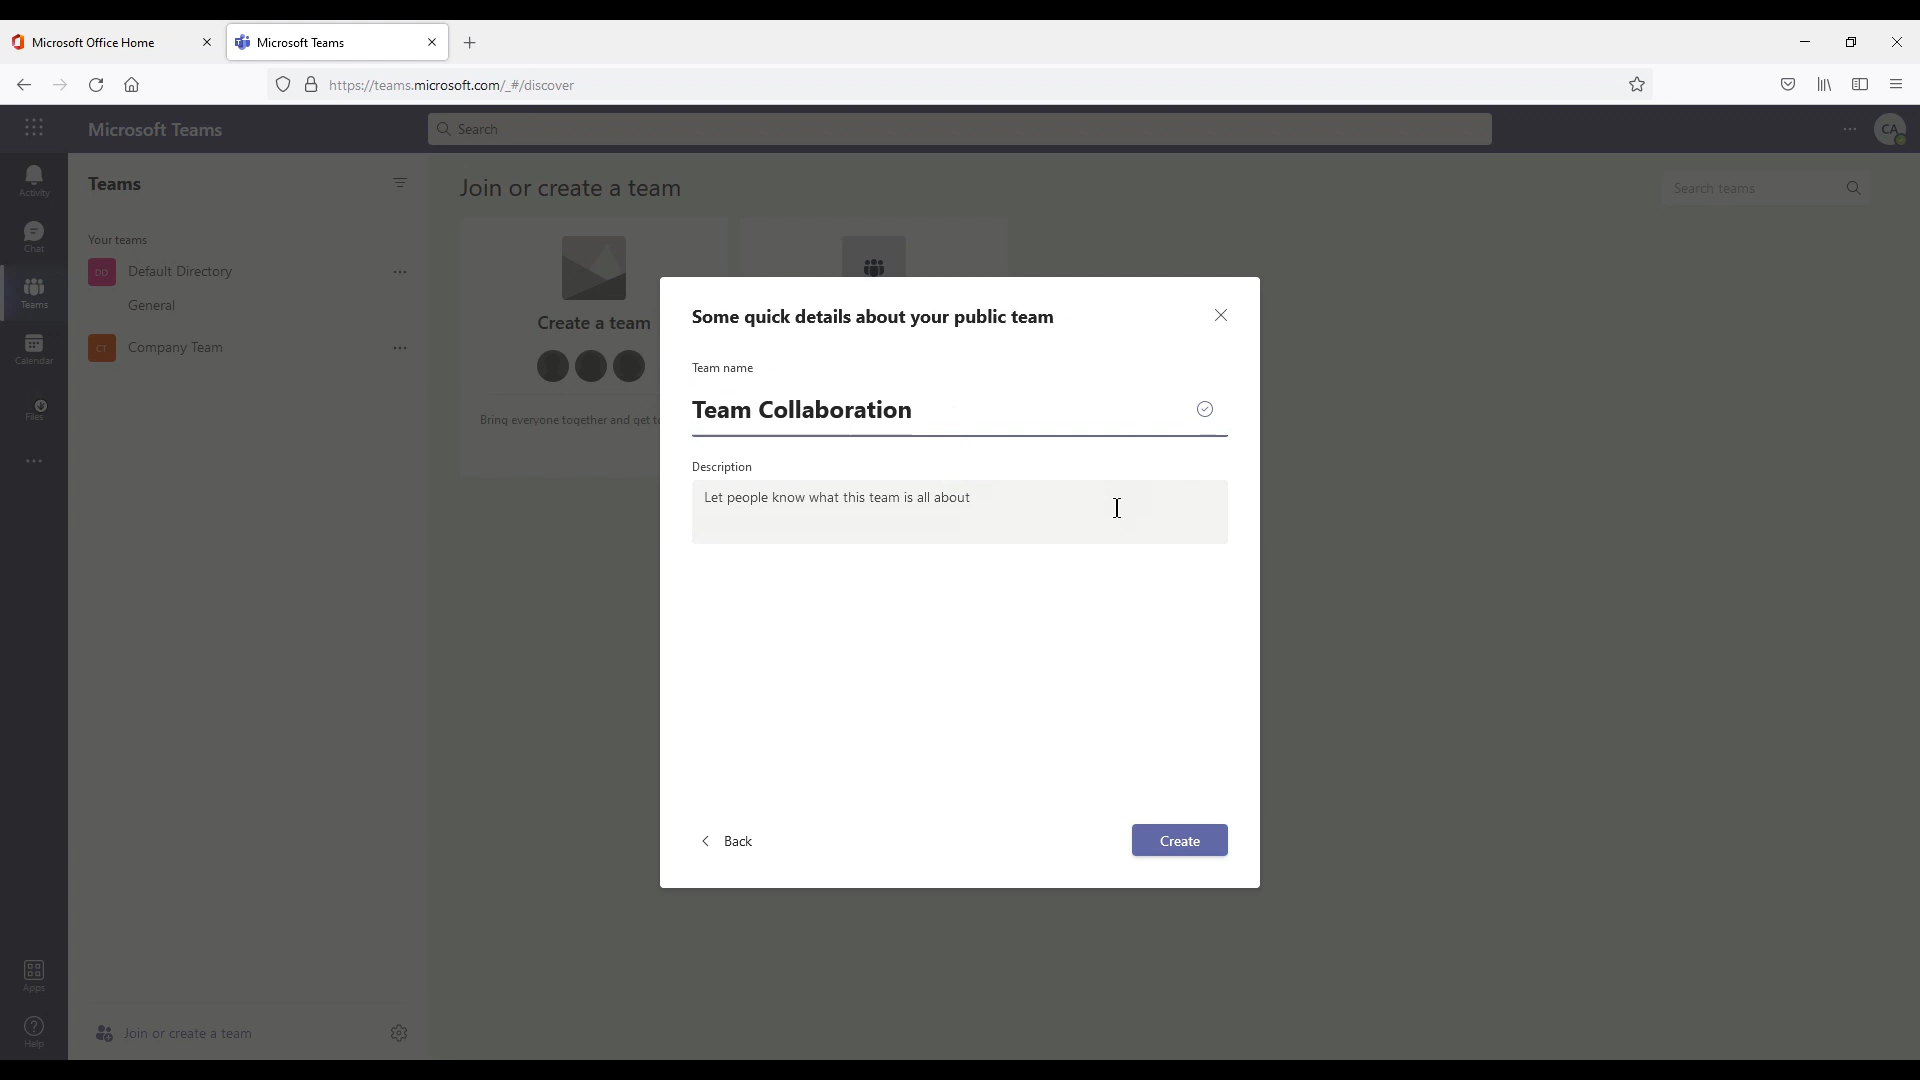 Microsoft Office Home
Microsoft Teams
https://teams.microsoft.com/_#/discover
Microsoft Teams
Search
CA
Activity
Chat
Teams
Calendar
Files
Apps
Help
Teams
Your teams
DD Default Directory
General
CT Company Team
Join or create a team
Join or create a team
Search teams
Create a team
Bring everyone together and get to
Some quick details about your public team
Team name
Team Collaboration
Description
Let people know what this team is all about
Back
Create